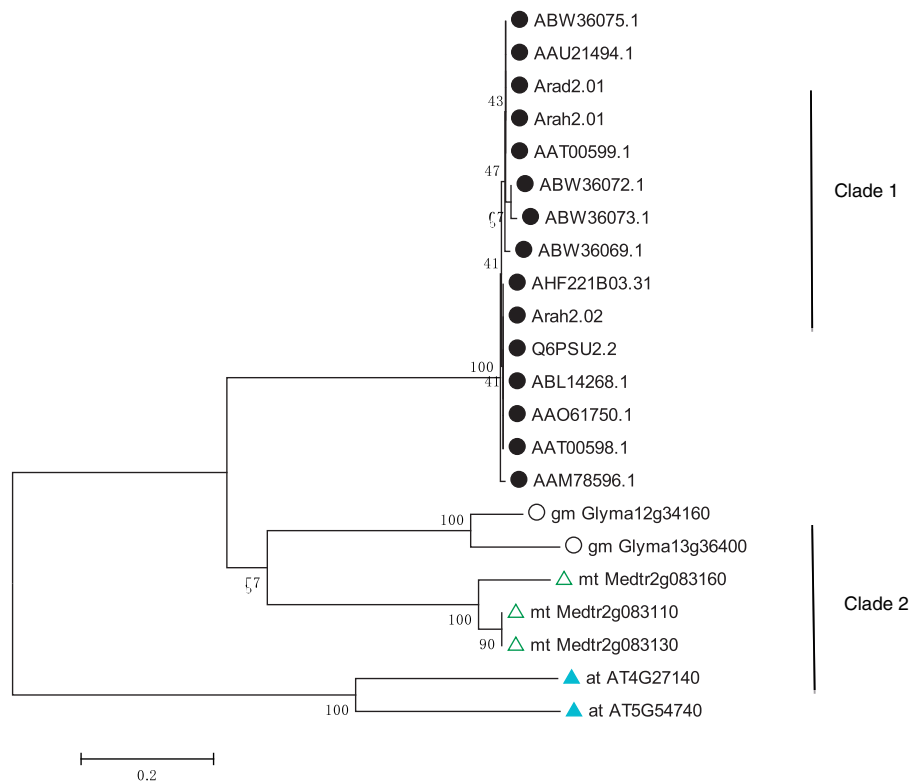 ABW36075.1
AAU21494.1
Arad2.01
43
Arah2.01
AAT00599.1
47
ABW36072.1
Clade 1
ABW36073.1
ABW36069.1
41
AHF221B03.31
Arah2.02
Q6PSU2.2
100
41
ABL14268.1
AAO61750.1
AAT00598.1
AAM78596.1
100
gm Glyma12g34160
gm Glyma13g36400
mt Medtr2g083160
Clade 2
100
mt Medtr2g083110
90
mt Medtr2g083130
at AT4G27140
100
at AT5G54740
0.2